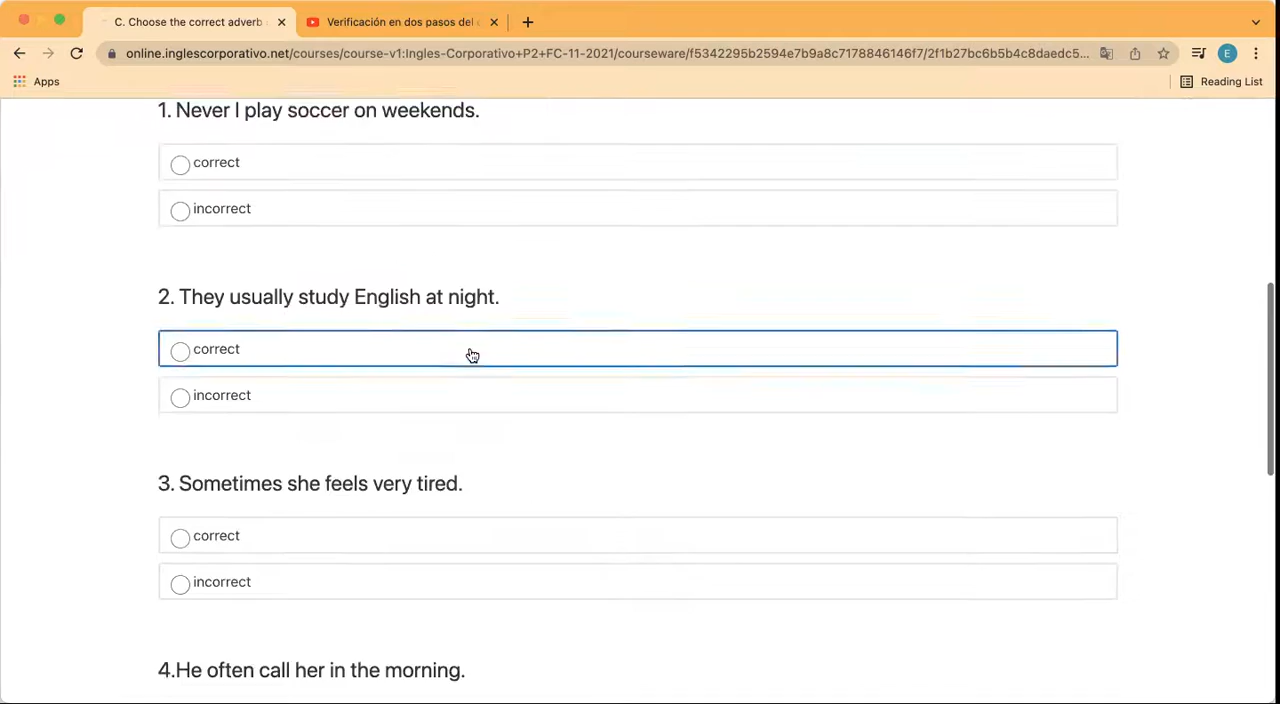 C. Choose the correct adverb
Verificación en dos pasos del
online.inglescorporativo.net/courses/course-v1:Ingles-Corporativo+P2+FC-11-2021/courseware/f5342295b2594e7b9a8c7178846146f7/2f1b27bc6b5b4c8daedc5...
E
Apps
Reading List
1. Never I play soccer on weekends.
correct
incorrect
2. They usually study English at night.
correct
incorrect
3. Sometimes she feels very tired.
correct
incorrect
4.He often call her in the morning.